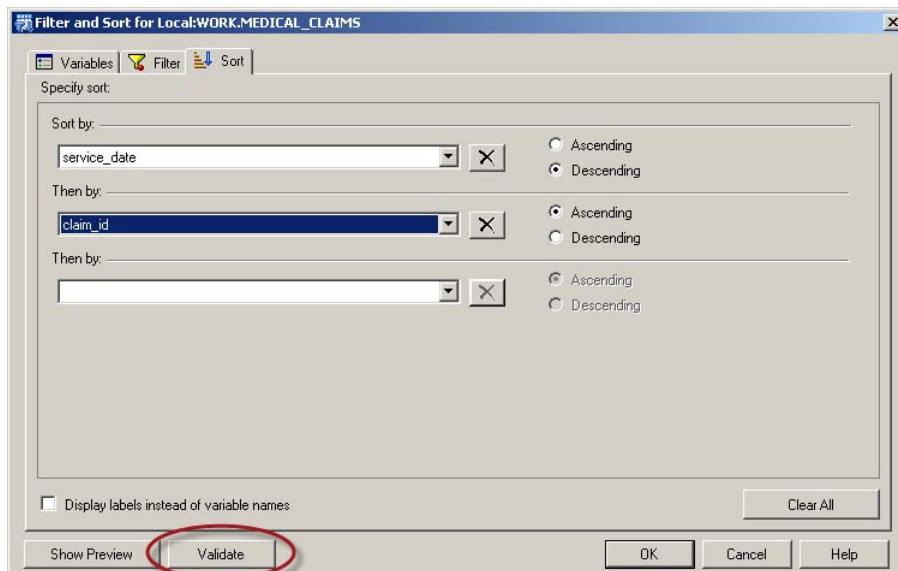 Filter and Sort for Local:WORK.MEDICAL_CLAIMS
Variables Filter Sort
Specify sort:
Sort by:
service_date
Ascending
Descending
Then by:
claim_id
Ascending
Descending
Then by:
Ascending
Descending
Display labels instead of variable names
Clear All
Show Preview Validate OK Cancel Help